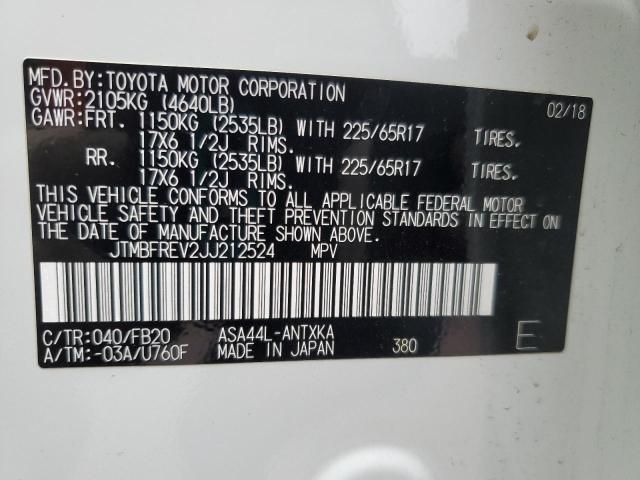 MFD.BY:TOYOTA MOTOR CORPORATION 02/18
GVWR:2105KG (4640LB)
GAWR:FRT. 1150KG (2535LB) WITH 225/65R17 TIRES.
17X6 1/2J RIMS.
RR. 1150KG (2535LB) WITH 225/65R17 TIRES.
17X6 1/2J RIMS.
THIS VEHICLE CONFORMS TO ALL APPLICABLE FEDERAL MOTOR
VEHICLE SAFETY AND THEFT PREVENTION STANDARDS IN EFFECT ON
THE DATE OF MANUFACTURE SHOWN ABOVE.
JTMBFREV2JJ212524 MPV
C/TR:040/FB20 ASA44L-ANTXKA
A/TM:-03A/U760F MADE IN JAPAN 380 E